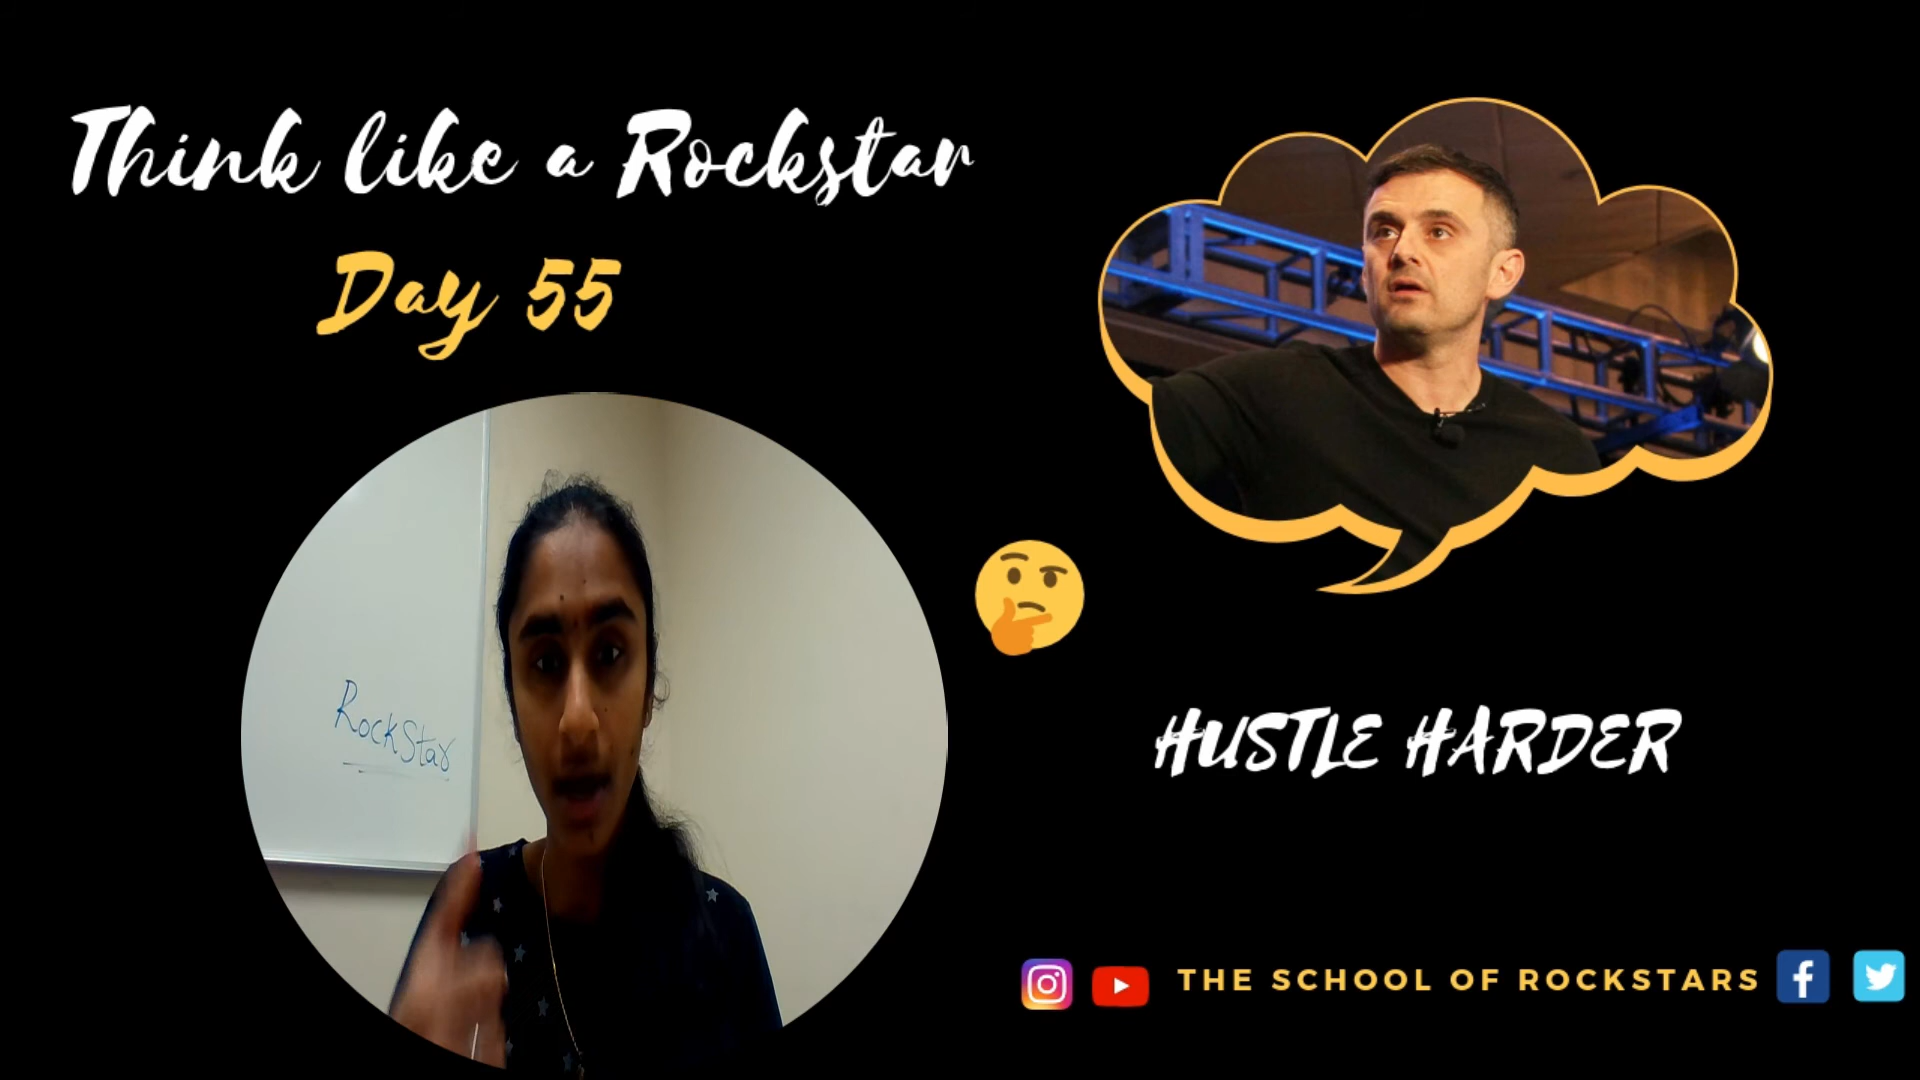 Think like a Rockstar
Day 55
RockStar
HUSTLE HARDER
THE SCHOOL OF ROCKSTARS